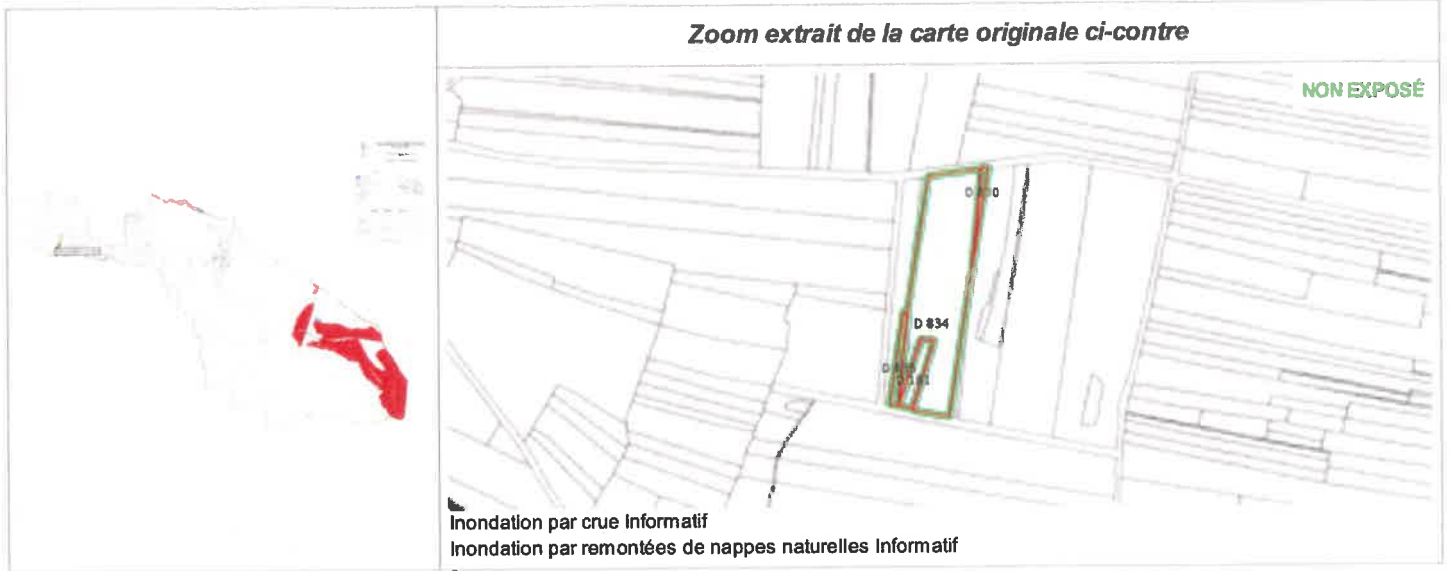 Zoom extrait de la carte originale ci-contre
NON EXPOSÉ
D 834
Inondation par crue Informatif
Inondation par remontées de nappes naturelles Informatif